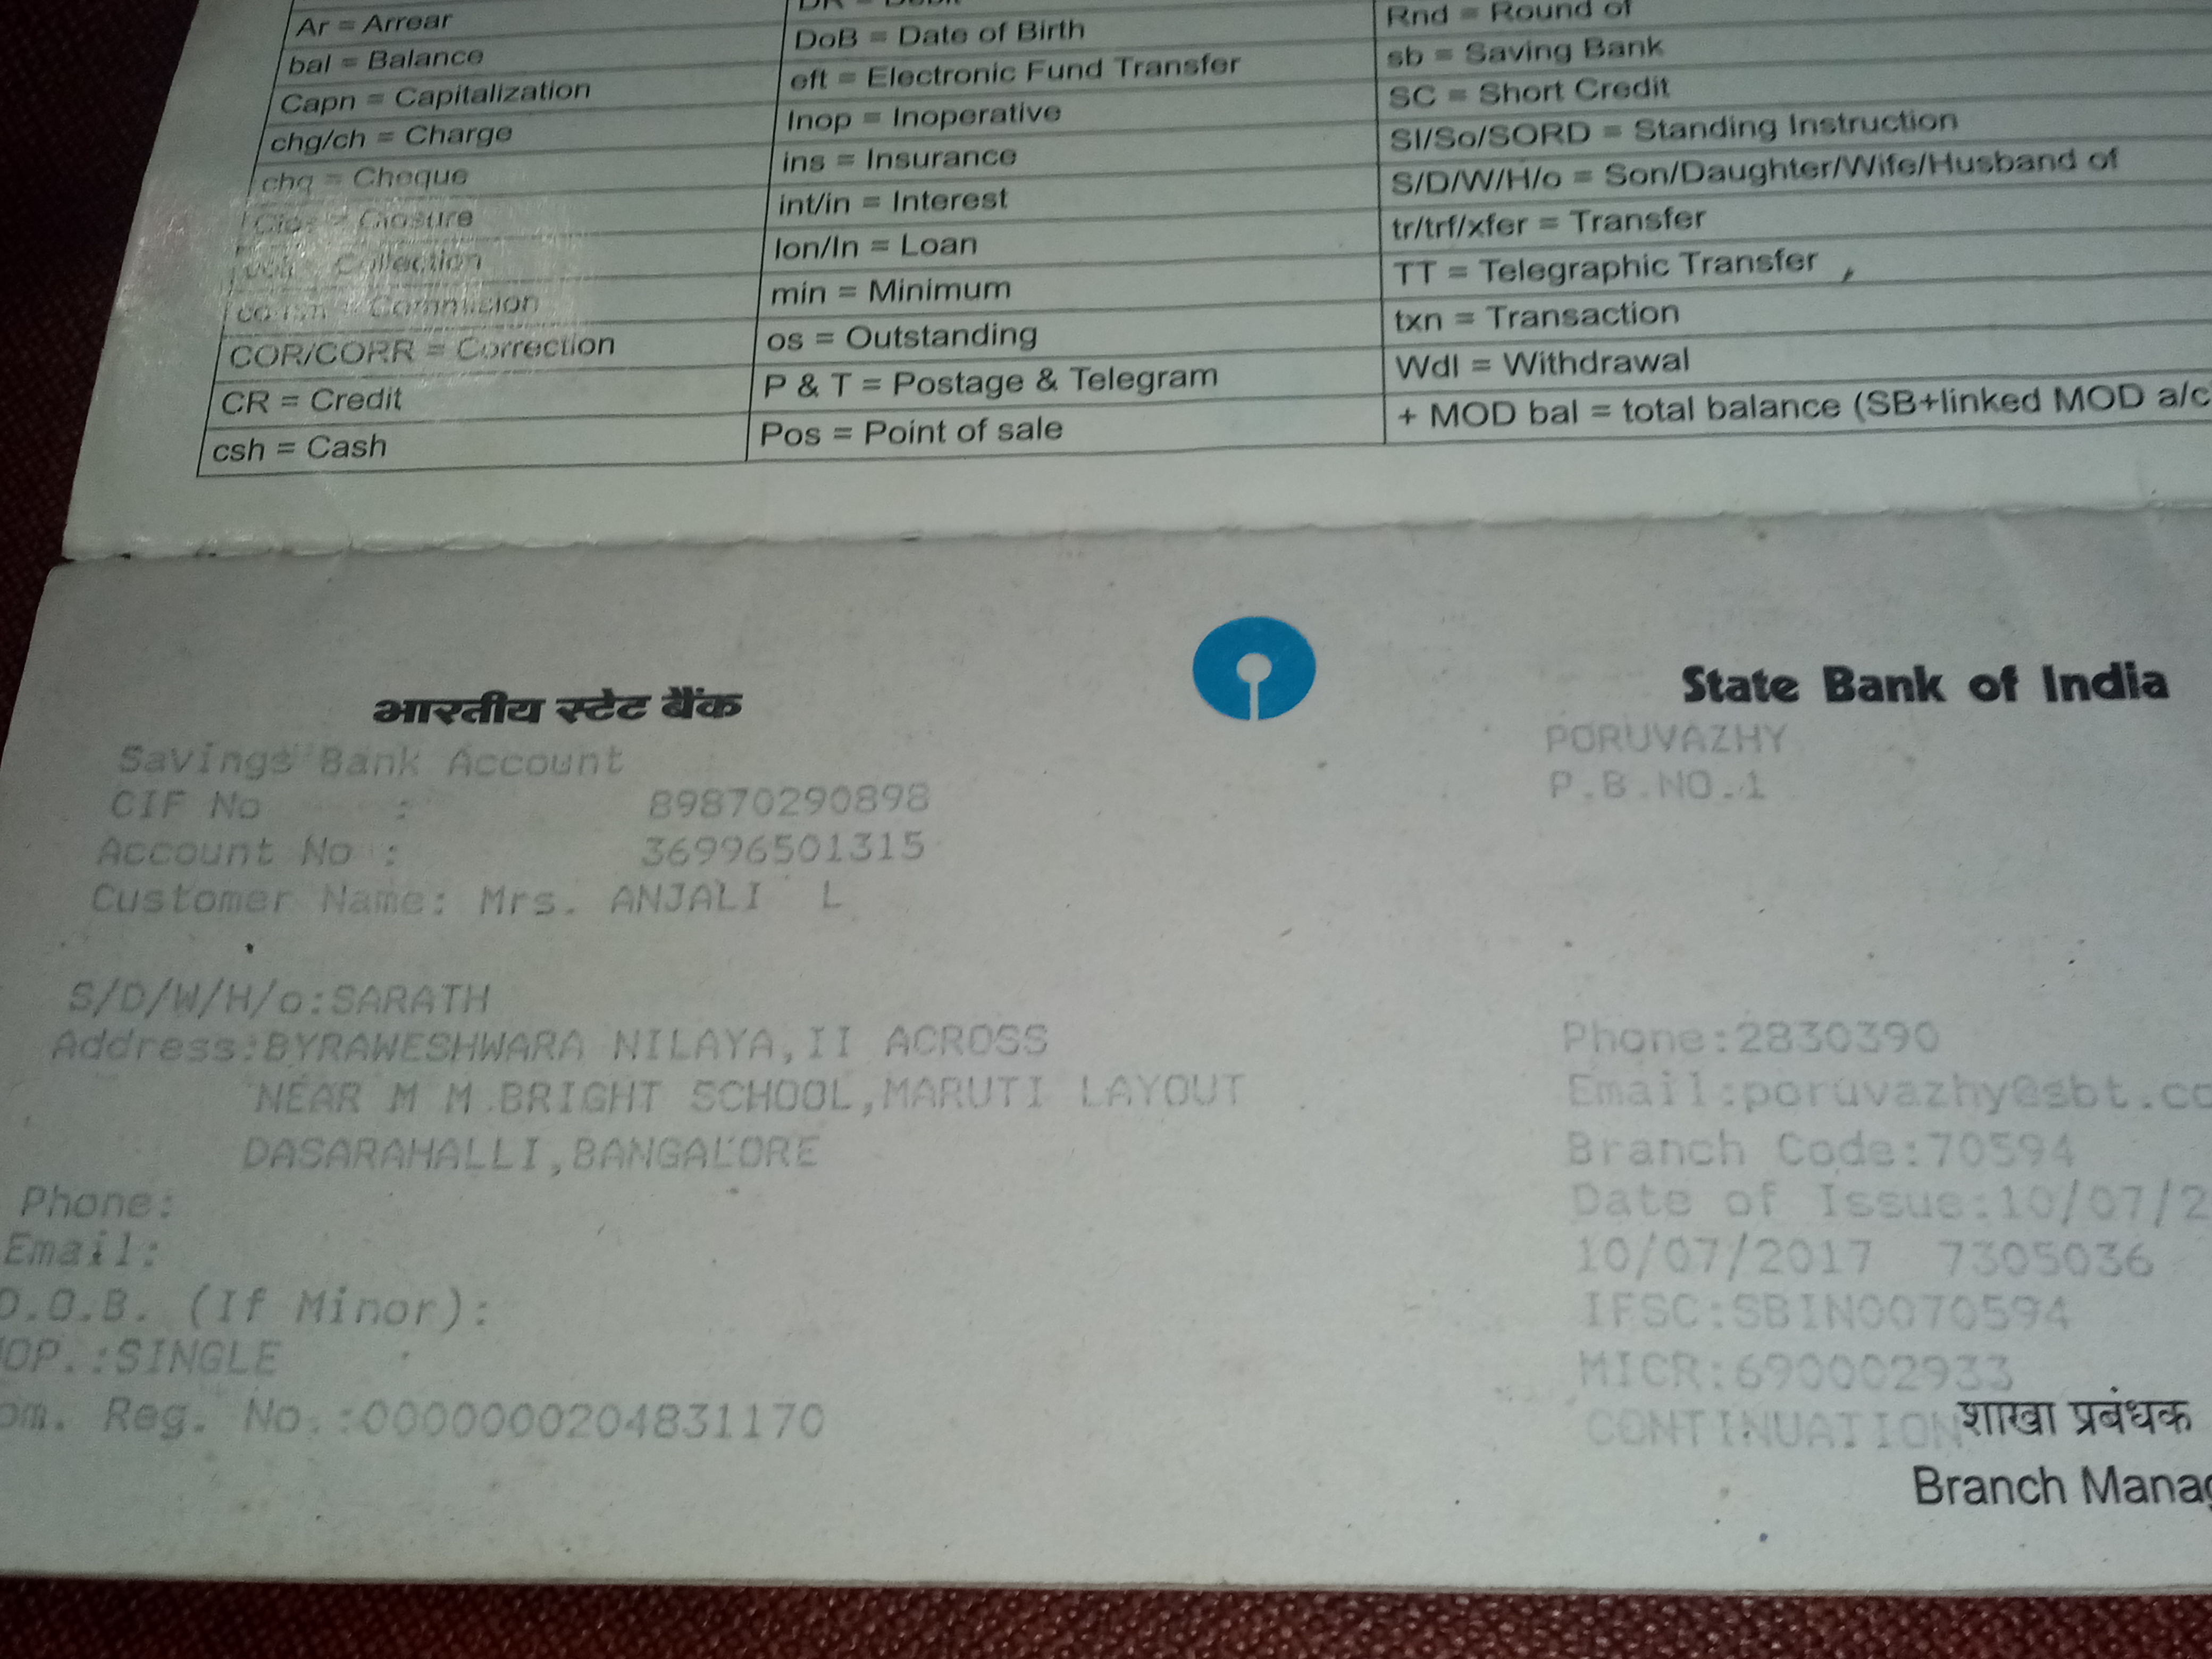 Ar = Arrear
bal = Balance
Capn = Capitalization
chg/ch = Charge
chq = Cheque
Closure
Collection
Commision
COR/CORR = Correction
CR = Credit
csh = Cash
DoB = Date of Birth
eft = Electronic Fund Transfer
Inop = Inoperative
ins = Insurance
int/in = Interest
lon/ln = Loan
min = Minimum
os = Outstanding
P & T = Postage & Telegram
Pos = Point of sale
Rnd = Round of
sb = Saving Bank
SC = Short Credit
SI/So/SORD = Standing Instruction
S/D/W/H/o = Son/Daughter/Wife/Husband of
tr/trf/xfer = Transfer
TT = Telegraphic Transfer
txn = Transaction
Wdl = Withdrawal
+ MOD bal = total balance (SB+linked MOD a/c
भारतीय स्टेट बैंक
State Bank of India
Savings Bank Account
CIF No : 89870290898
Account No : 36996501315
Customer Name: Mrs. ANJALI L
S/D/W/H/o:SARATH
Address:BYRAWESHWARA NILAYA,II ACROSS
NEAR M M BRIGHT SCHOOL,MARUTI LAYOUT
DASARAHALLI,BANGALORE
Phone:
Email:
D.O.B. (If Minor):
OP.:SINGLE
om. Reg. No.:0000000204831170
PORUVAZHY
P.B.NO.1
Phone:2830390
Email:poruvazhy@sbt.co
Branch Code:70594
Date of Issue:10/07/2
10/07/2017 7305036
IFSC:SBIN0070594
MICR:690002933
CONTINUATION शाखा प्रबंधक
Branch Manag